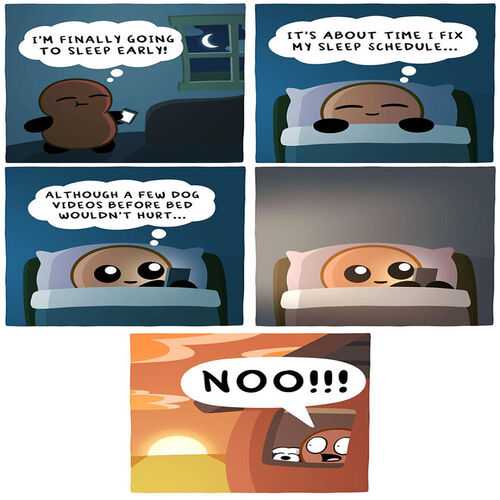 I'M FINALLY GOING
TO SLEEP EARLY!
IT'S ABOUT TIME I FIX
MY SLEEP SCHEDULE...
ALTHOUGH A FEW DOG
VIDEOS BEFORE BED
WOULDN'T HURT...
NOO!!!